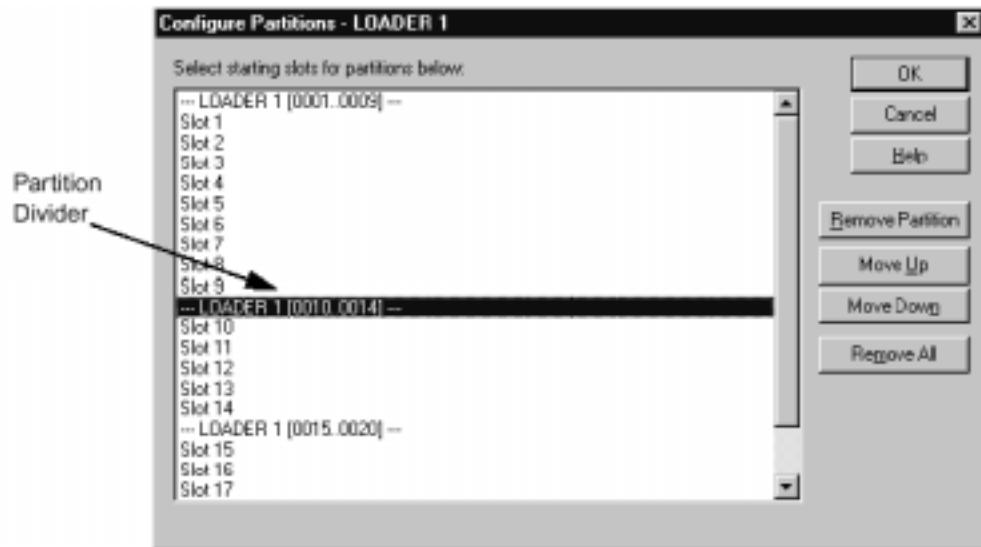 Configure Partitions - LOADER 1
Select starting slots for partitions below:
--- LOADER 1 [0001..0009] ---
Slot 1
Slot 2
Slot 3
Slot 4
Slot 5
Slot 6
Slot 7
Slot 8
Slot 9
--- LOADER 1 [0010..0014] ---
Slot 10
Slot 11
Slot 12
Slot 13
Slot 14
--- LOADER 1 [0015..0020] ---
Slot 15
Slot 16
Slot 17
OK
Cancel
Help
Remove Partition
Move Up
Move Down
Remove All
Partition
Divider